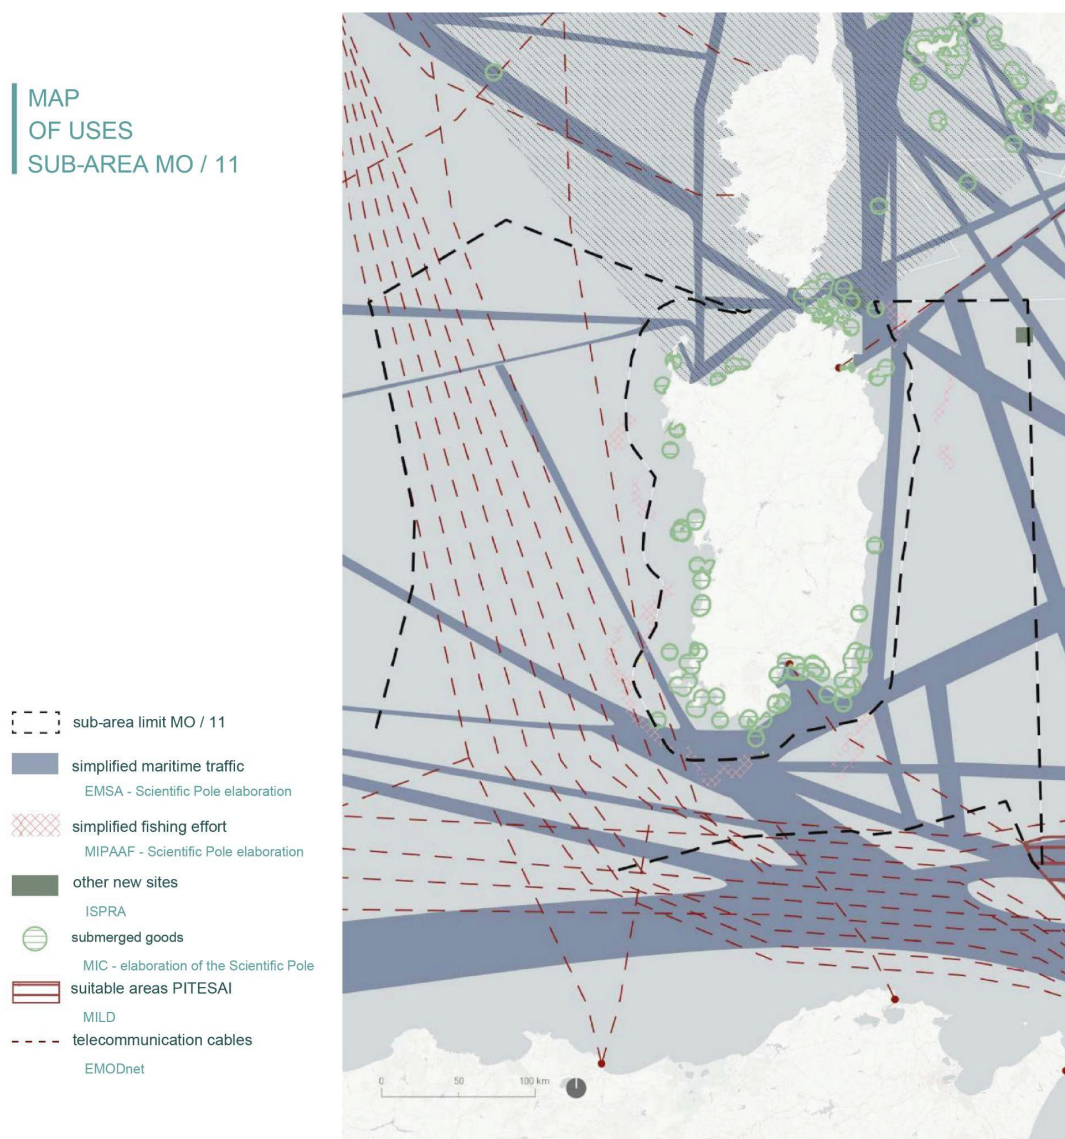 MAP
OF USES
SUB-AREA MO / 11
sub-area limit MO / 11
simplified maritime traffic
EMSA - Scientific Pole elaboration
simplified fishing effort
MIPAAF - Scientific Pole elaboration
other new sites
ISPRA
submerged goods
MIC - elaboration of the Scientific Pole
suitable areas PITESAI
MILD
telecommunication cables
EMODnet
0 50 100 km